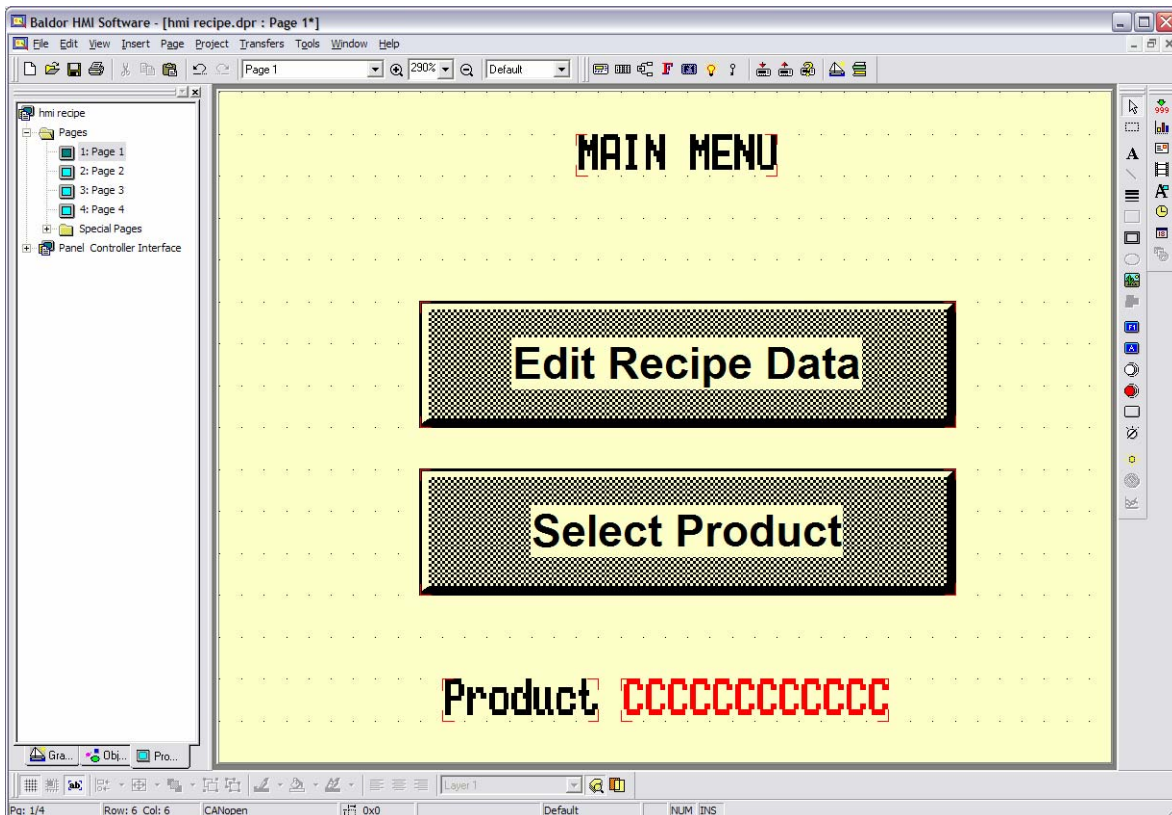 Baldor HMI Software - [hmi recipe.dpr : Page 1*]
File Edit View Insert Page Project Transfers Tools Window Help
Page 1 290% Default
hmi recipe
Pages
1: Page 1
2: Page 2
3: Page 3
4: Page 4
Special Pages
Panel Controller Interface
MAIN MENU
Edit Recipe Data
Select Product
Product CCCCCCCCCCCC
Gra... Obj... Pro...
Layer 1
Pg: 1/4 Row: 6 Col: 6 CANopen 0x0 Default NUM INS